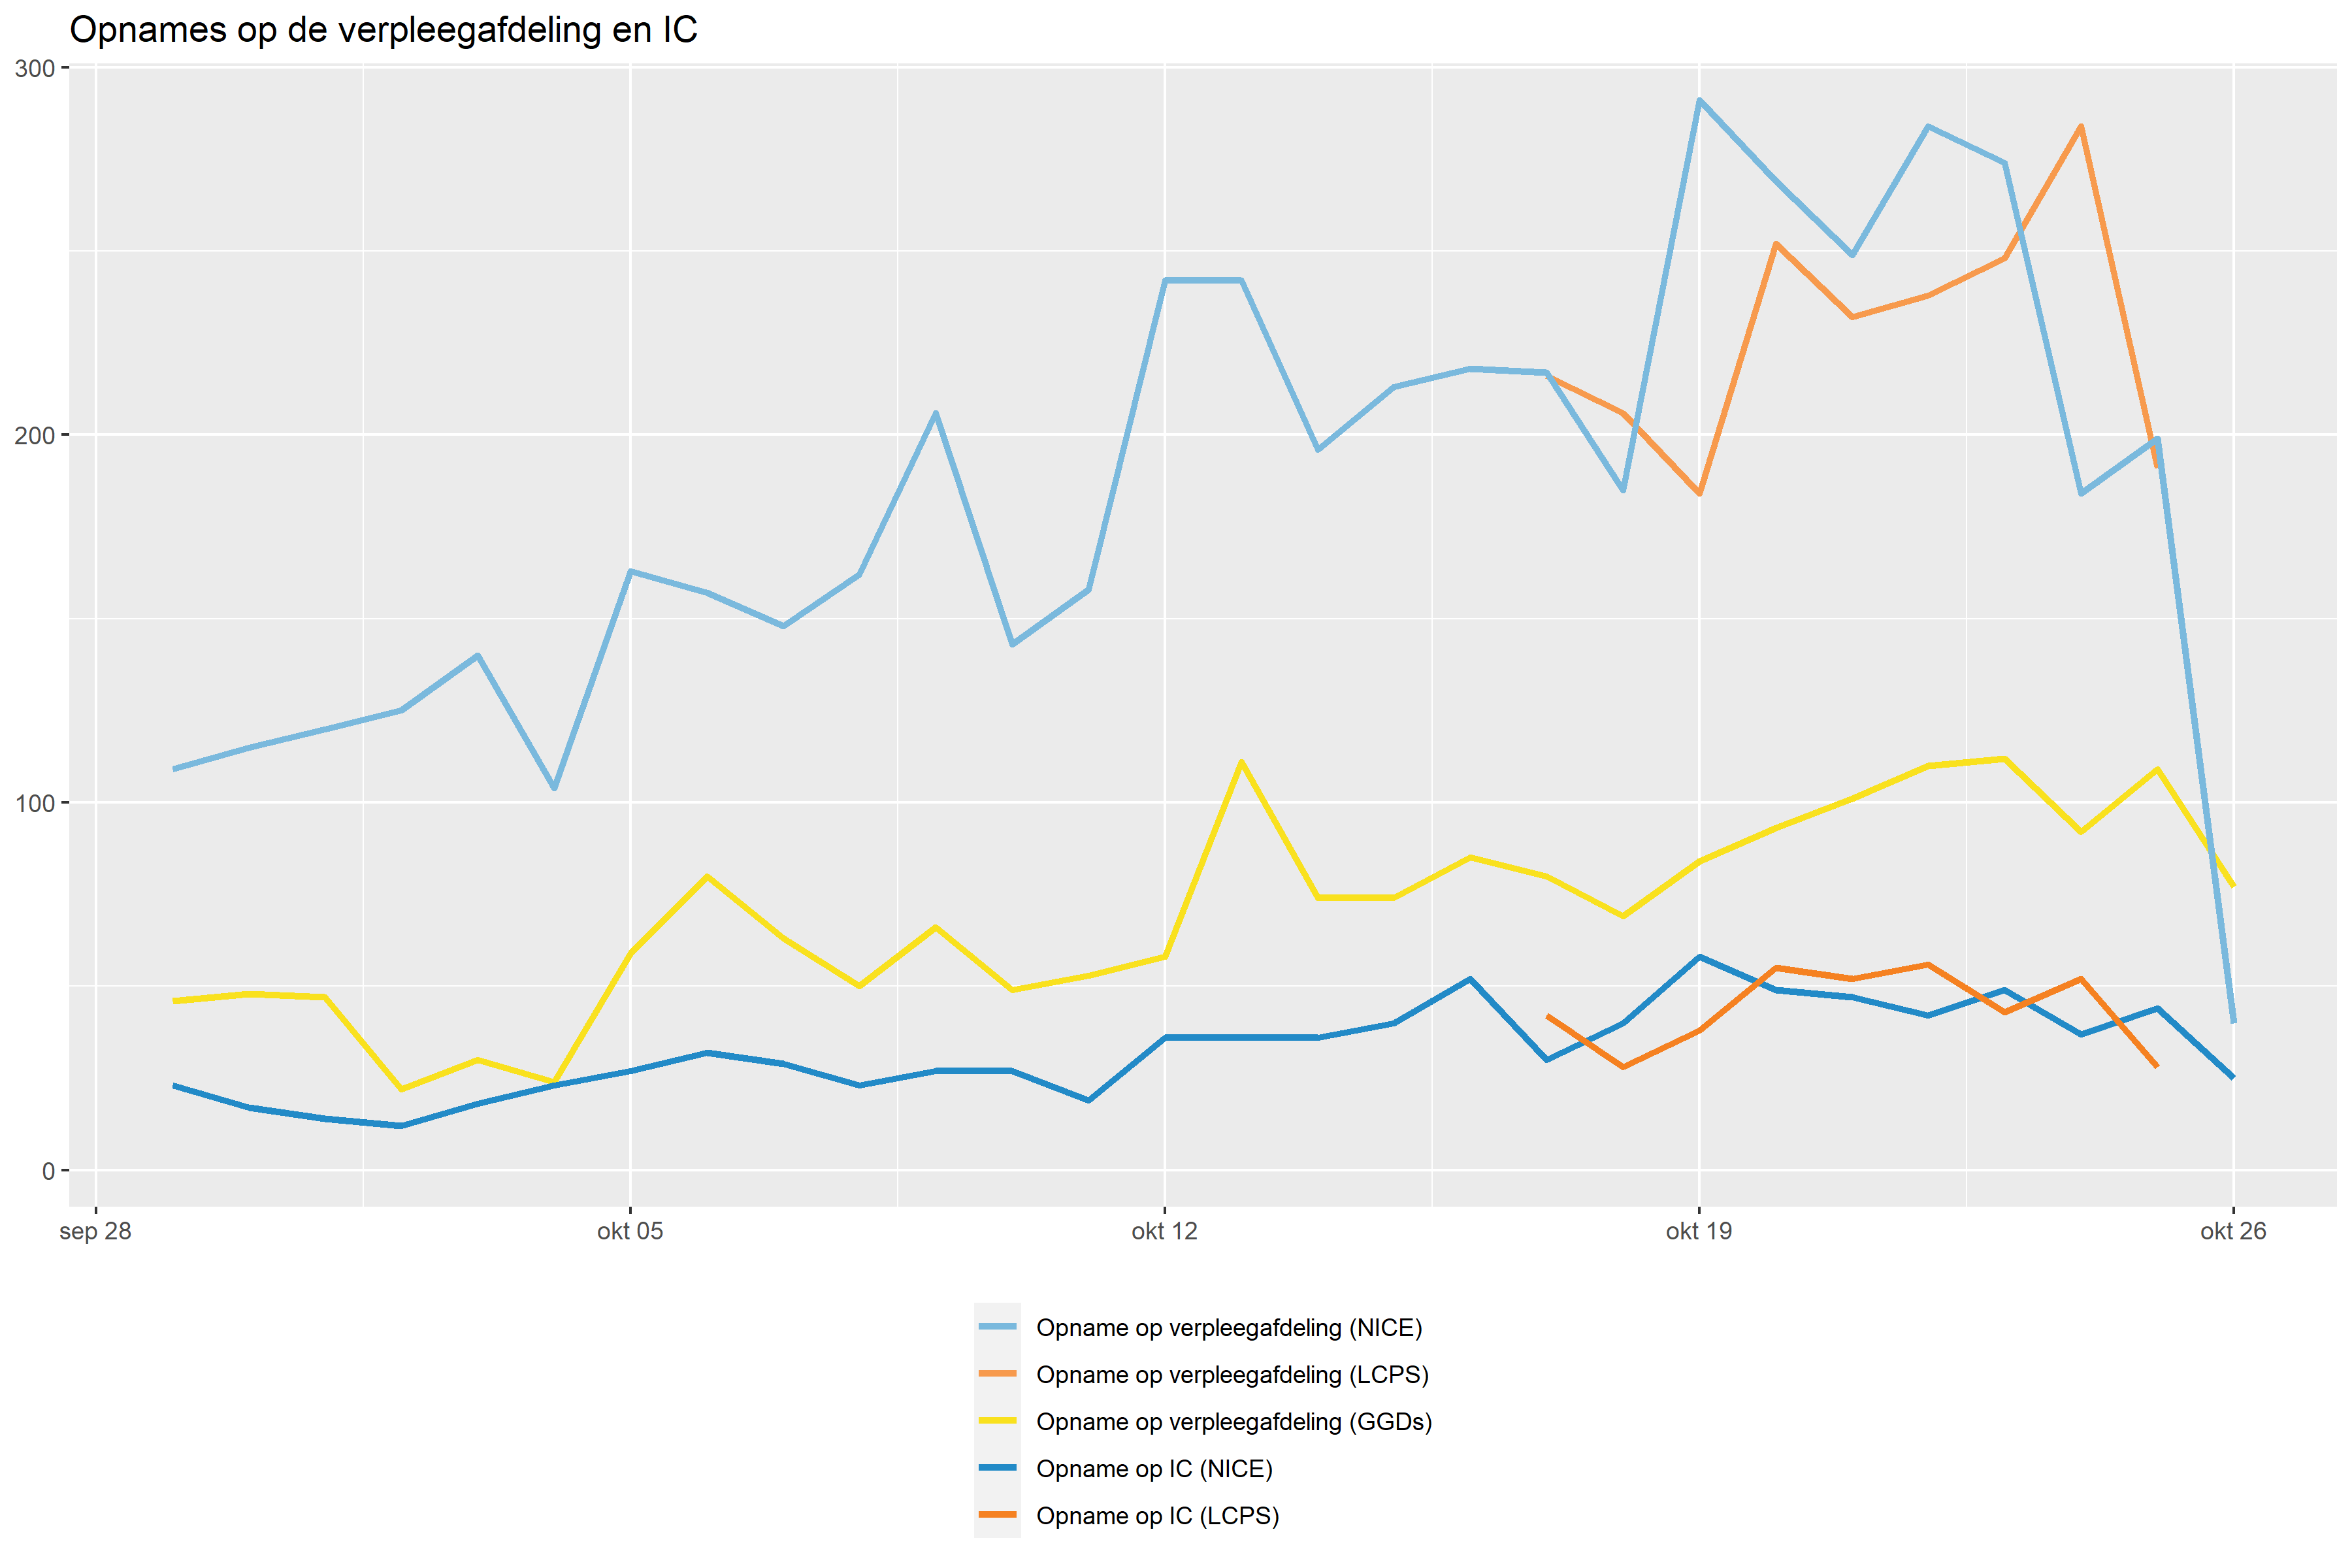 Opnames op de verpleegafdeling en IC
300
200
100
0
sep 28 okt 05 okt 12 okt 19 okt 26
Opname op verpleegafdeling (NICE)
Opname op verpleegafdeling (LCPS)
Opname op verpleegafdeling (GGDs)
Opname op IC (NICE)
Opname op IC (LCPS)